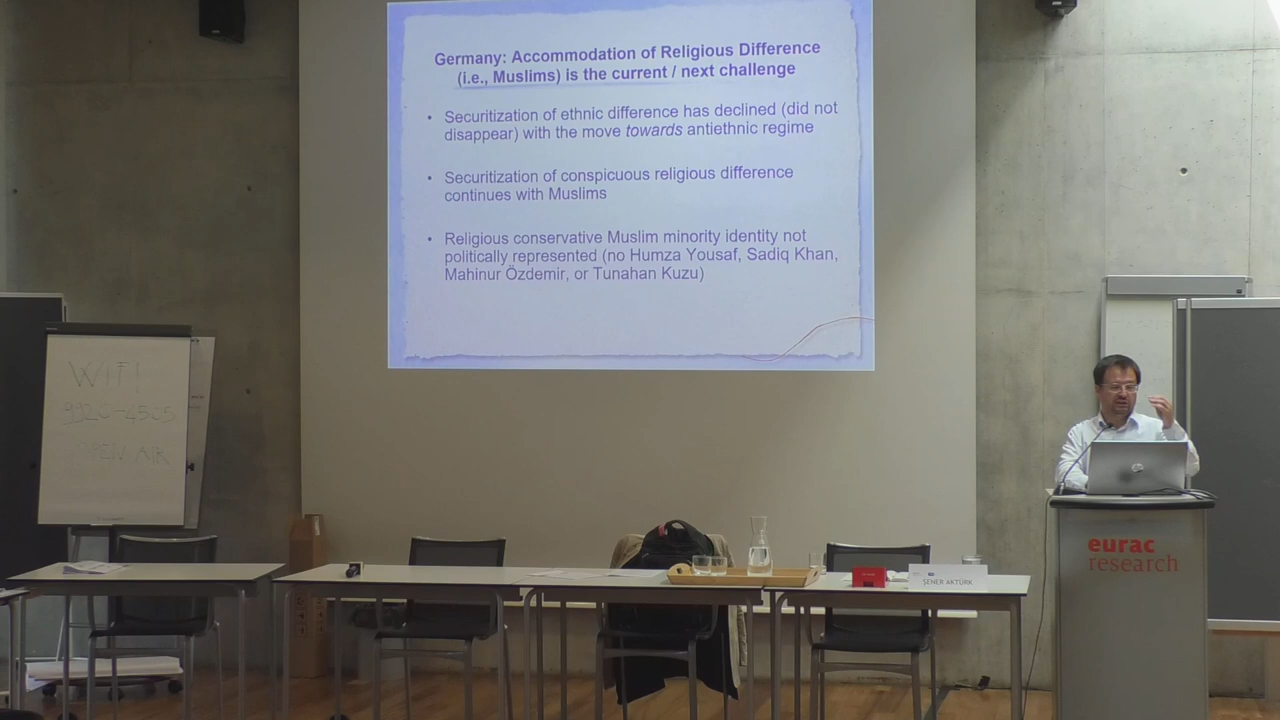 Germany: Accommodation of Religious Difference
(i.e., Muslims) is the current / next challenge
• Securitization of ethnic difference has declined (did not
disappear) with the move towards antiethnic regime
• Securitization of conspicuous religious difference
continues with Muslims
• Religious conservative Muslim minority identity not
politically represented (no Humza Yousaf, Sadiq Khan,
Mahinur Özdemir, or Tunahan Kuzu)
WIFI
OPEN AIR
ŞENER AKTÜRK
hp
eurac
research